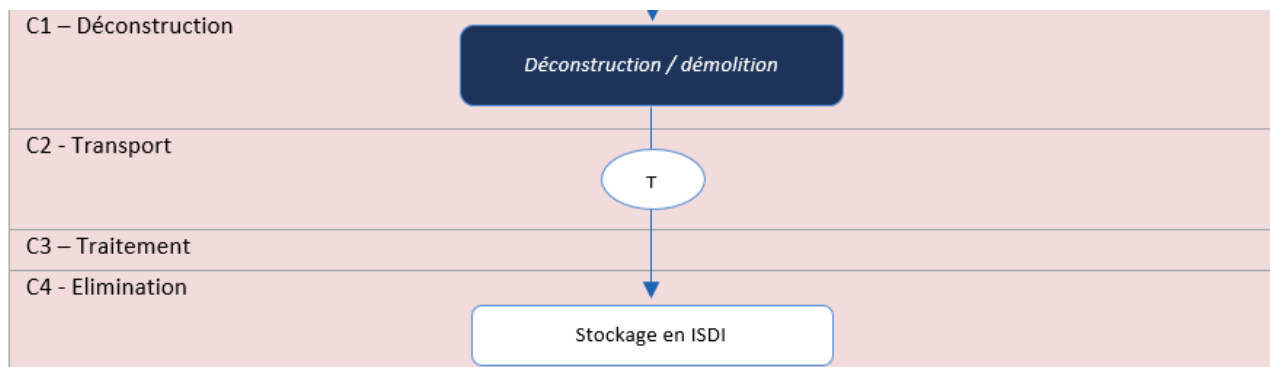 C1 – Déconstruction
Déconstruction / démolition
C2 - Transport
T
C3 – Traitement
C4 - Elimination
Stockage en ISDI